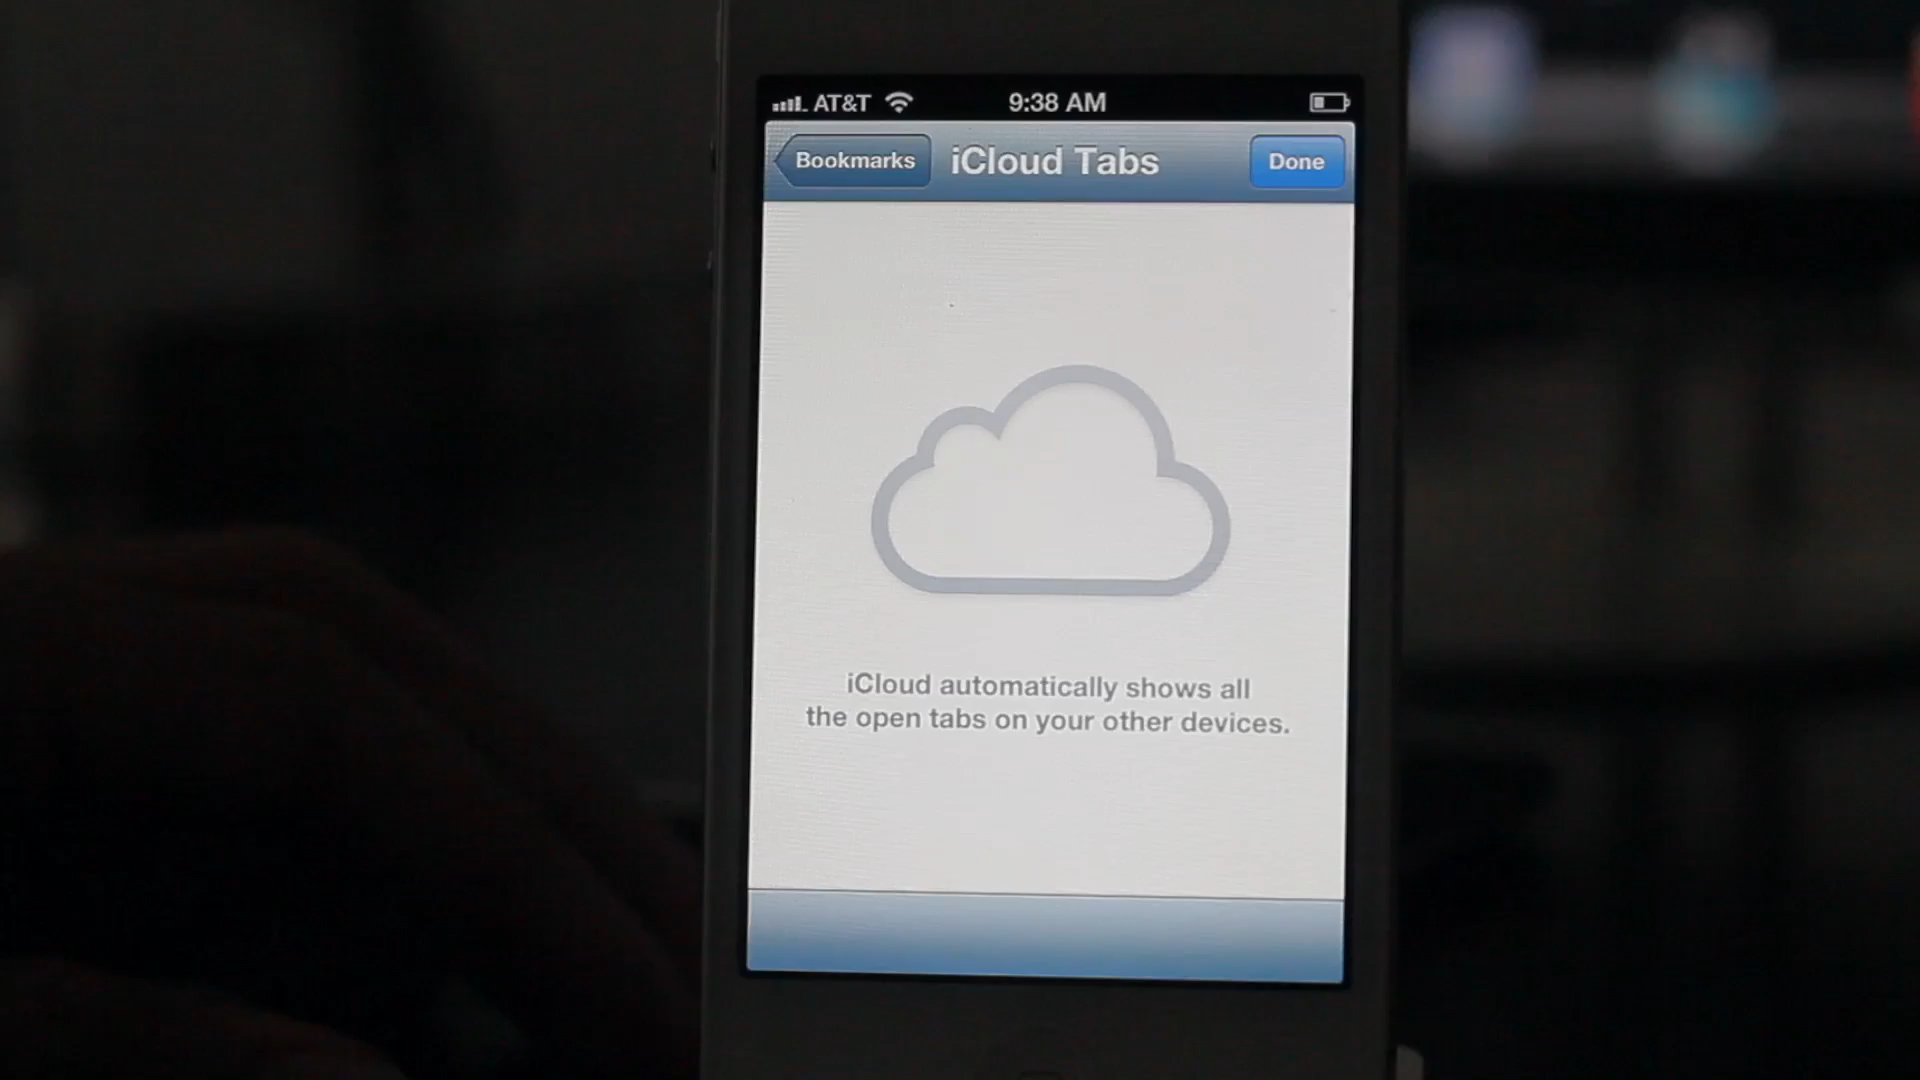 AT&T
9:38 AM
Bookmarks
iCloud Tabs
Done
iCloud automatically shows all
the open tabs on your other devices.